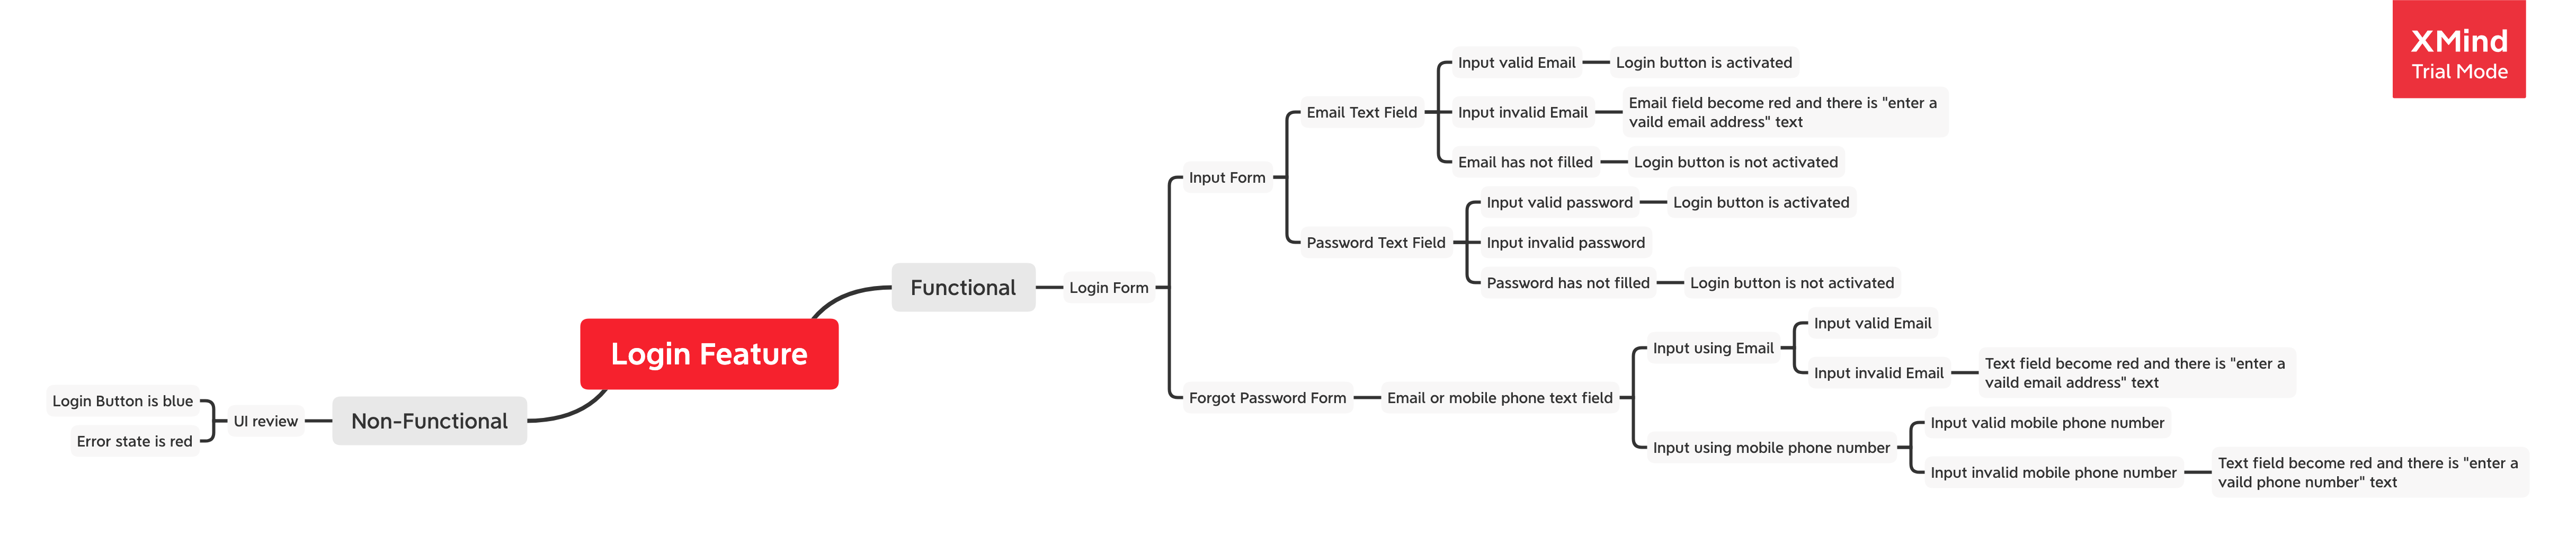 XMind
Trial Mode
Input valid Email
Login button is activated
Email Text Field
Input invalid Email
Email field become red and there is "enter a
vaild email address" text
Email has not filled
Login button is not activated
Input Form
Input valid password
Login button is activated
Password Text Field
Input invalid password
Password has not filled
Login button is not activated
Functional
Login Form
Input valid Email
Input using Email
Input invalid Email
Text field become red and there is "enter a
vaild email address" text
Forgot Password Form
Email or mobile phone text field
Input valid mobile phone number
Input using mobile phone number
Input invalid mobile phone number
Text field become red and there is "enter a
vaild phone number" text
Login Feature
Non-Functional
UI review
Login Button is blue
Error state is red